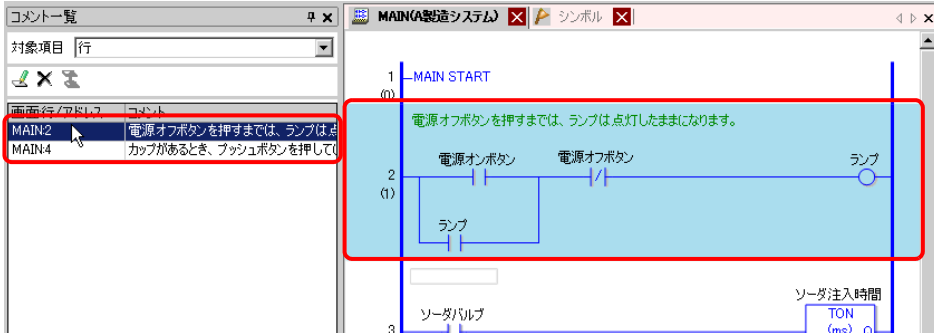 コメント一覧
対象項目 行
画面行/アドレス コメント
MAIN:2 電源オフボタンを押すまでは、ランプは点
MAIN:4 カップがあるとき、プッシュボタンを押して
MAIN(A製造システム) シンボル
1 MAIN START
(0)
電源オフボタンを押すまでは、ランプは点灯したままになります。
電源オンボタン 電源オフボタン ランプ
2
(1)
ランプ
ソーダ注入時間
ソーダバルブ TON
3 (ms) Q